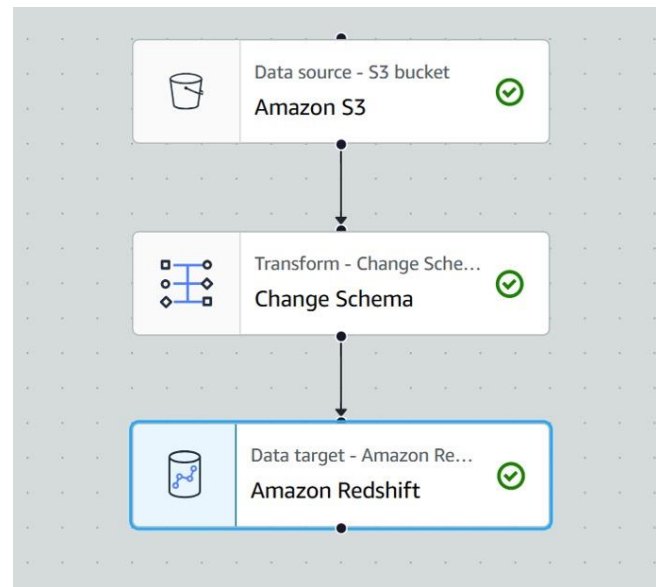 Data source - S3 bucket
Amazon S3
Transform - Change Sche...
Change Schema
Data target - Amazon Re...
Amazon Redshift